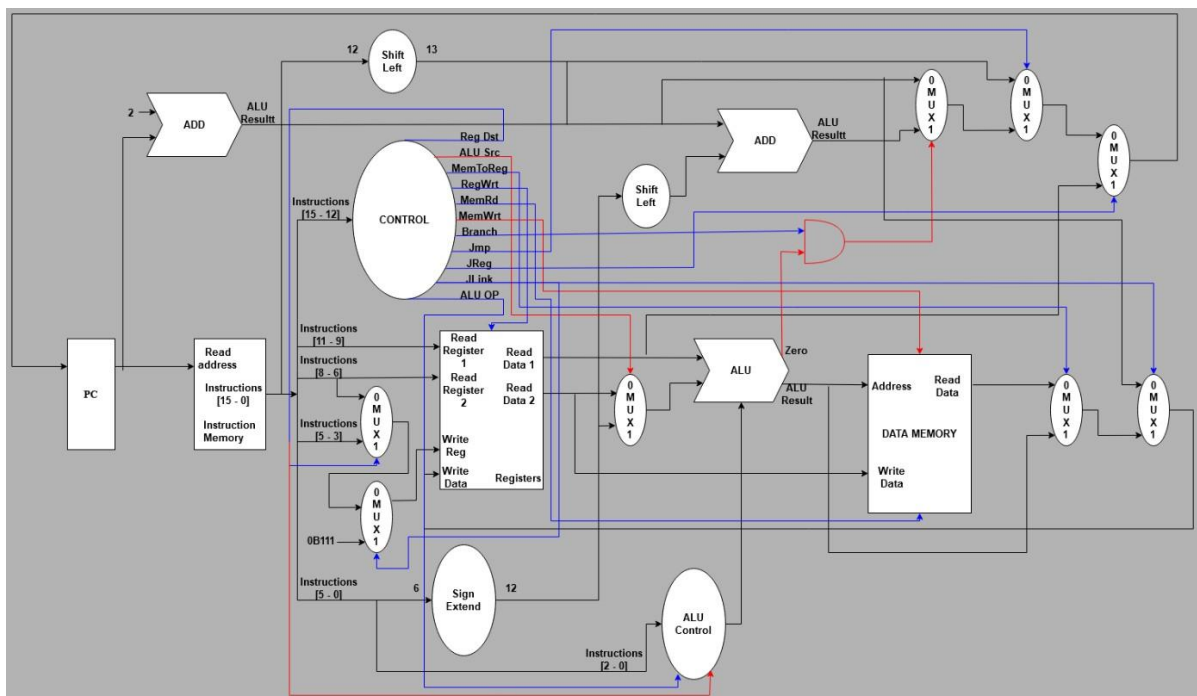 12
Shift
Left
13
2
ADD
ALU
Resultt
Reg Dst
ALU Src
MemToReg
RegWrt
MemRd
MemWrt
Branch
Jmp
JReg
JLink
ALU OP
CONTROL
Instructions
[15 - 12]
Shift
Left
ADD
ALU
Resultt
0
M
U
X
1
0
M
U
X
1
0
M
U
X
1
PC
Read
address
Instructions
[15 - 0]
Instruction
Memory
Instructions
[11 - 9]
Instructions
[8 - 6]
Instructions
[5 - 3]
0
M
U
X
1
0
M
U
X
1
0B111
Read
Register
1
Read
Register
2
Write
Reg
Write
Data
Read
Data 1
Read
Data 2
Registers
0
M
U
X
1
ALU
Zero
ALU
Result
Address
Read
Data
DATA MEMORY
Write
Data
0
M
U
X
1
0
M
U
X
1
Instructions
[5 - 0]
6
Sign
Extend
12
Instructions
[2 - 0]
ALU
Control